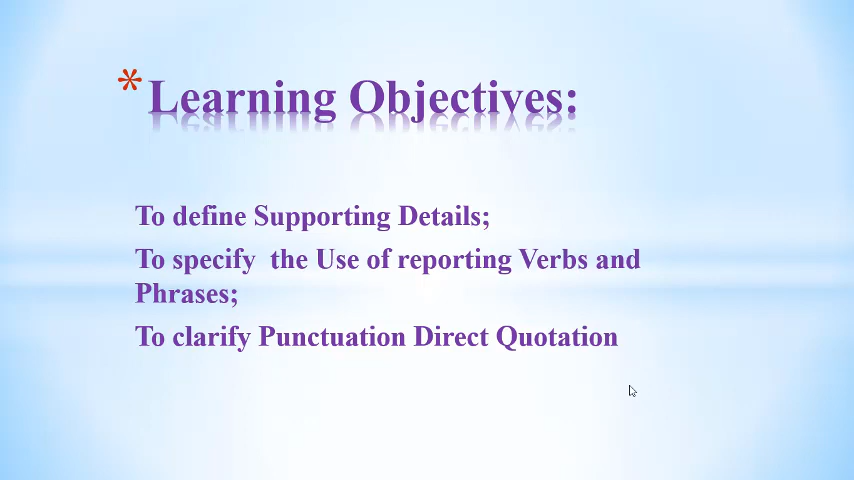 * Learning Objectives:
To define Supporting Details;
To specify  the Use of reporting Verbs and
Phrases;
To clarify Punctuation Direct Quotation